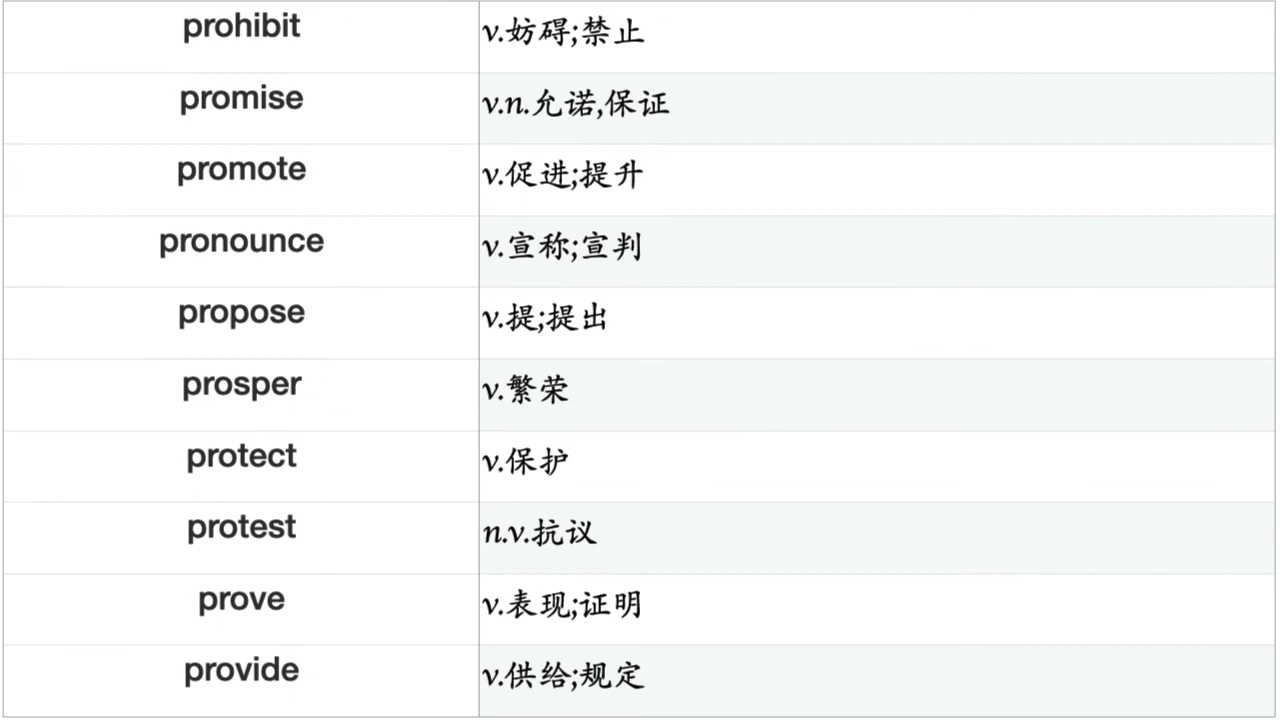 prohibit v.妨碍;禁止
promise v.n.允诺,保证
promote v.促进;提升
pronounce v.宣称;宣判
propose v.提;提出
prosper v.繁荣
protect v.保护
protest n.v.抗议
prove v.表现;证明
provide v.供给;规定